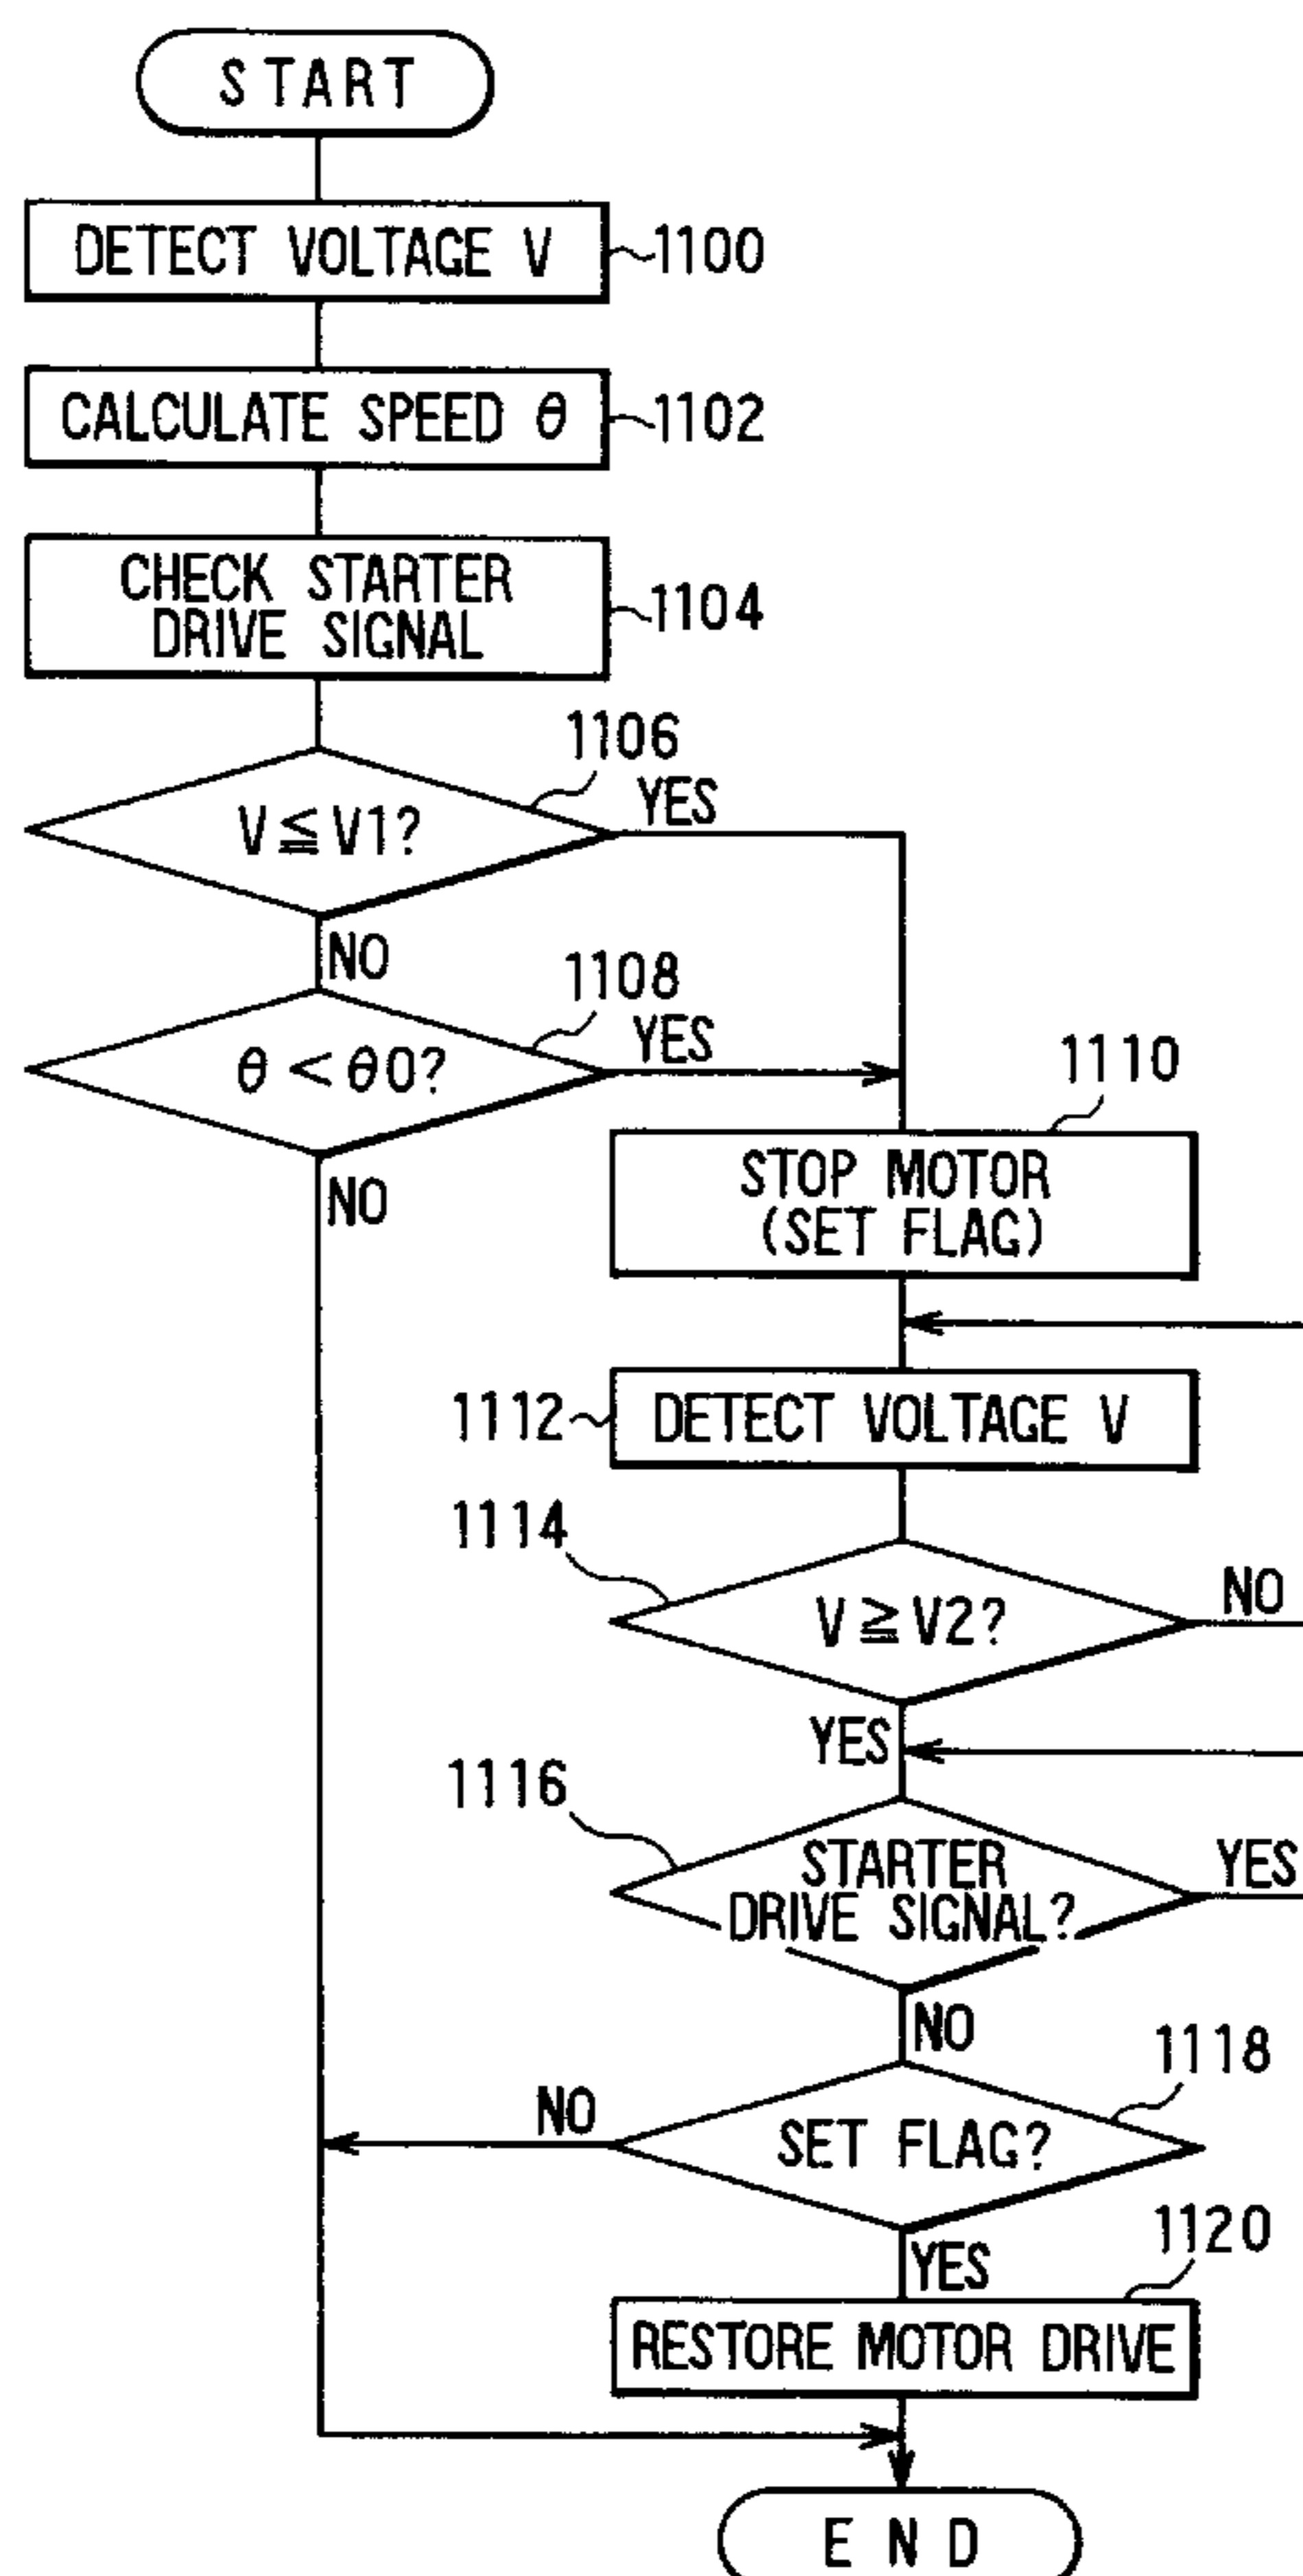 START
DETECT VOLTAGE V
1100
CALCULATE SPEED θ
1102
CHECK STARTER
DRIVE SIGNAL
1104
1106
V≦V1?
YES
NO
1108
θ<θ0?
YES
NO
1110
STOP MOTOR
(SET FLAG)
1112
DETECT VOLTAGE V
1114
V≧V2?
NO
YES
1116
STARTER
DRIVE SIGNAL?
YES
NO
1118
SET FLAG?
NO
YES
1120
RESTORE MOTOR DRIVE
END